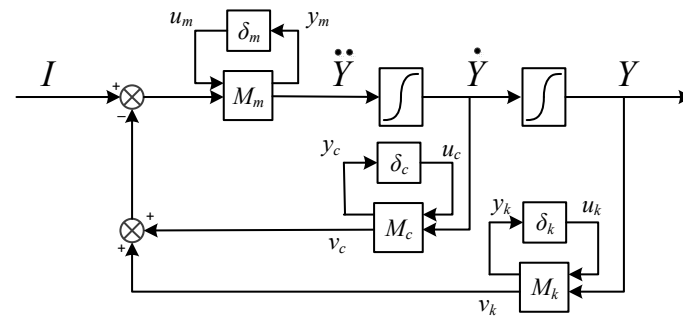 u_m δ_m y_m
I + − M_m Ÿ Ẏ Y
y_c δ_c u_c
+ + v_c M_c
y_k δ_k u_k
v_k M_k